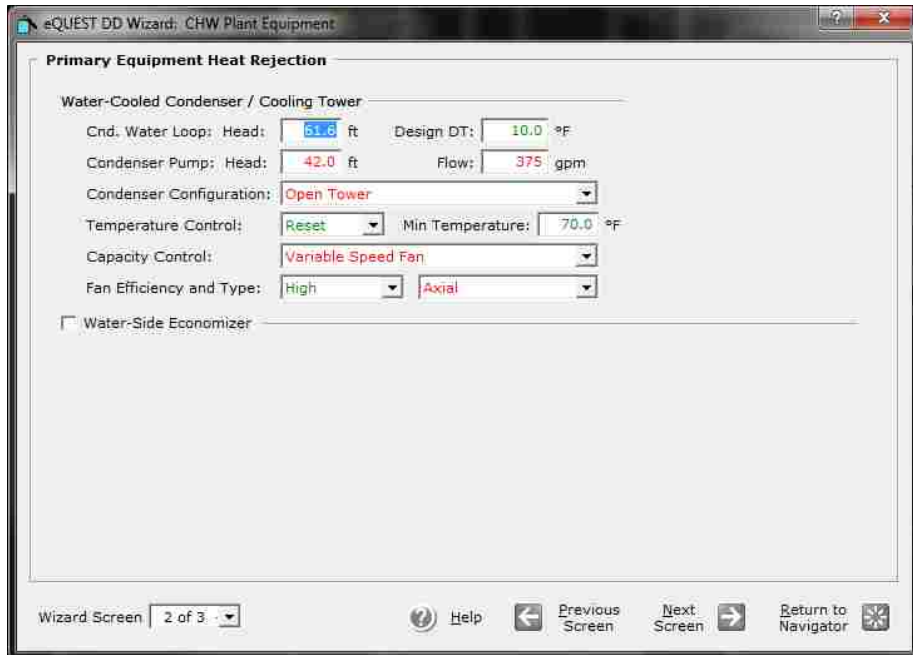 eQUEST DD Wizard: CHW Plant Equipment
Primary Equipment Heat Rejection
Water-Cooled Condenser / Cooling Tower
Cnd. Water Loop: Head: 61.6 ft Design DT: 10.0 °F
Condenser Pump: Head: 42.0 ft Flow: 375 gpm
Condenser Configuration: Open Tower
Temperature Control: Reset Min Temperature: 70.0 °F
Capacity Control: Variable Speed Fan
Fan Efficiency and Type: High Axial
Water-Side Economizer
Wizard Screen 2 of 3 ? Help Previous Screen Next Screen Return to Navigator